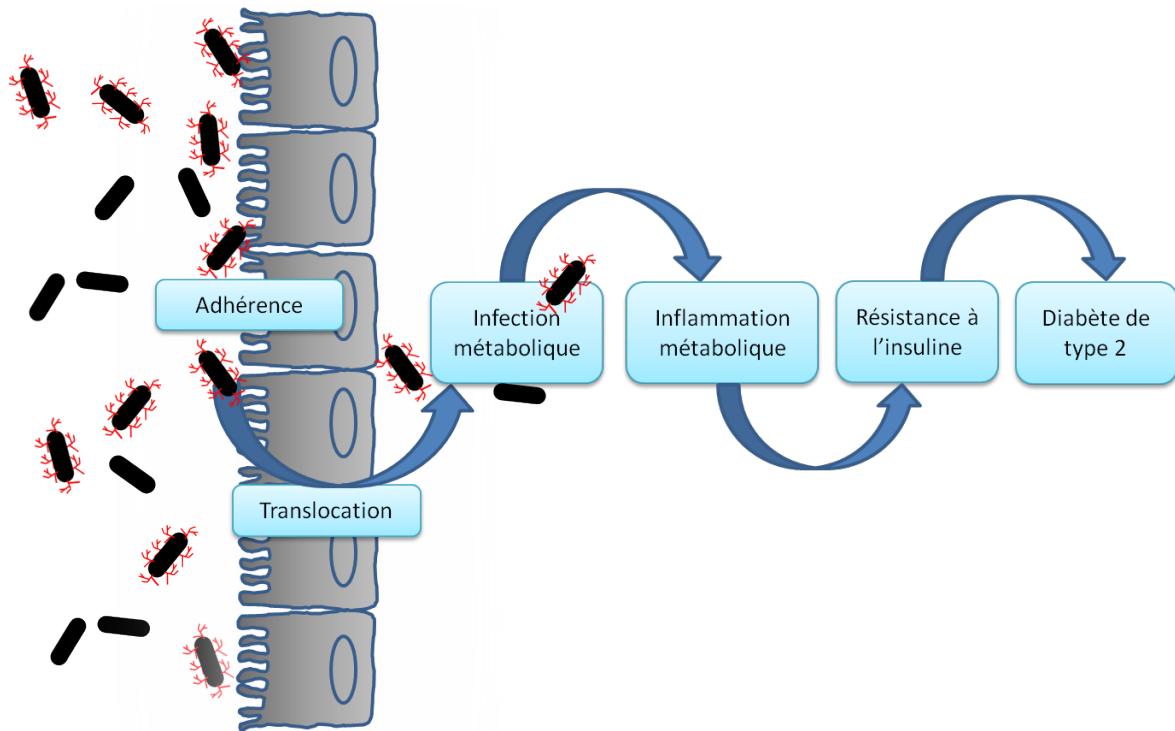 Adhérence
Translocation
Infection
métabolique
Inflammation
métabolique
Résistance à
l'insuline
Diabète de
type 2